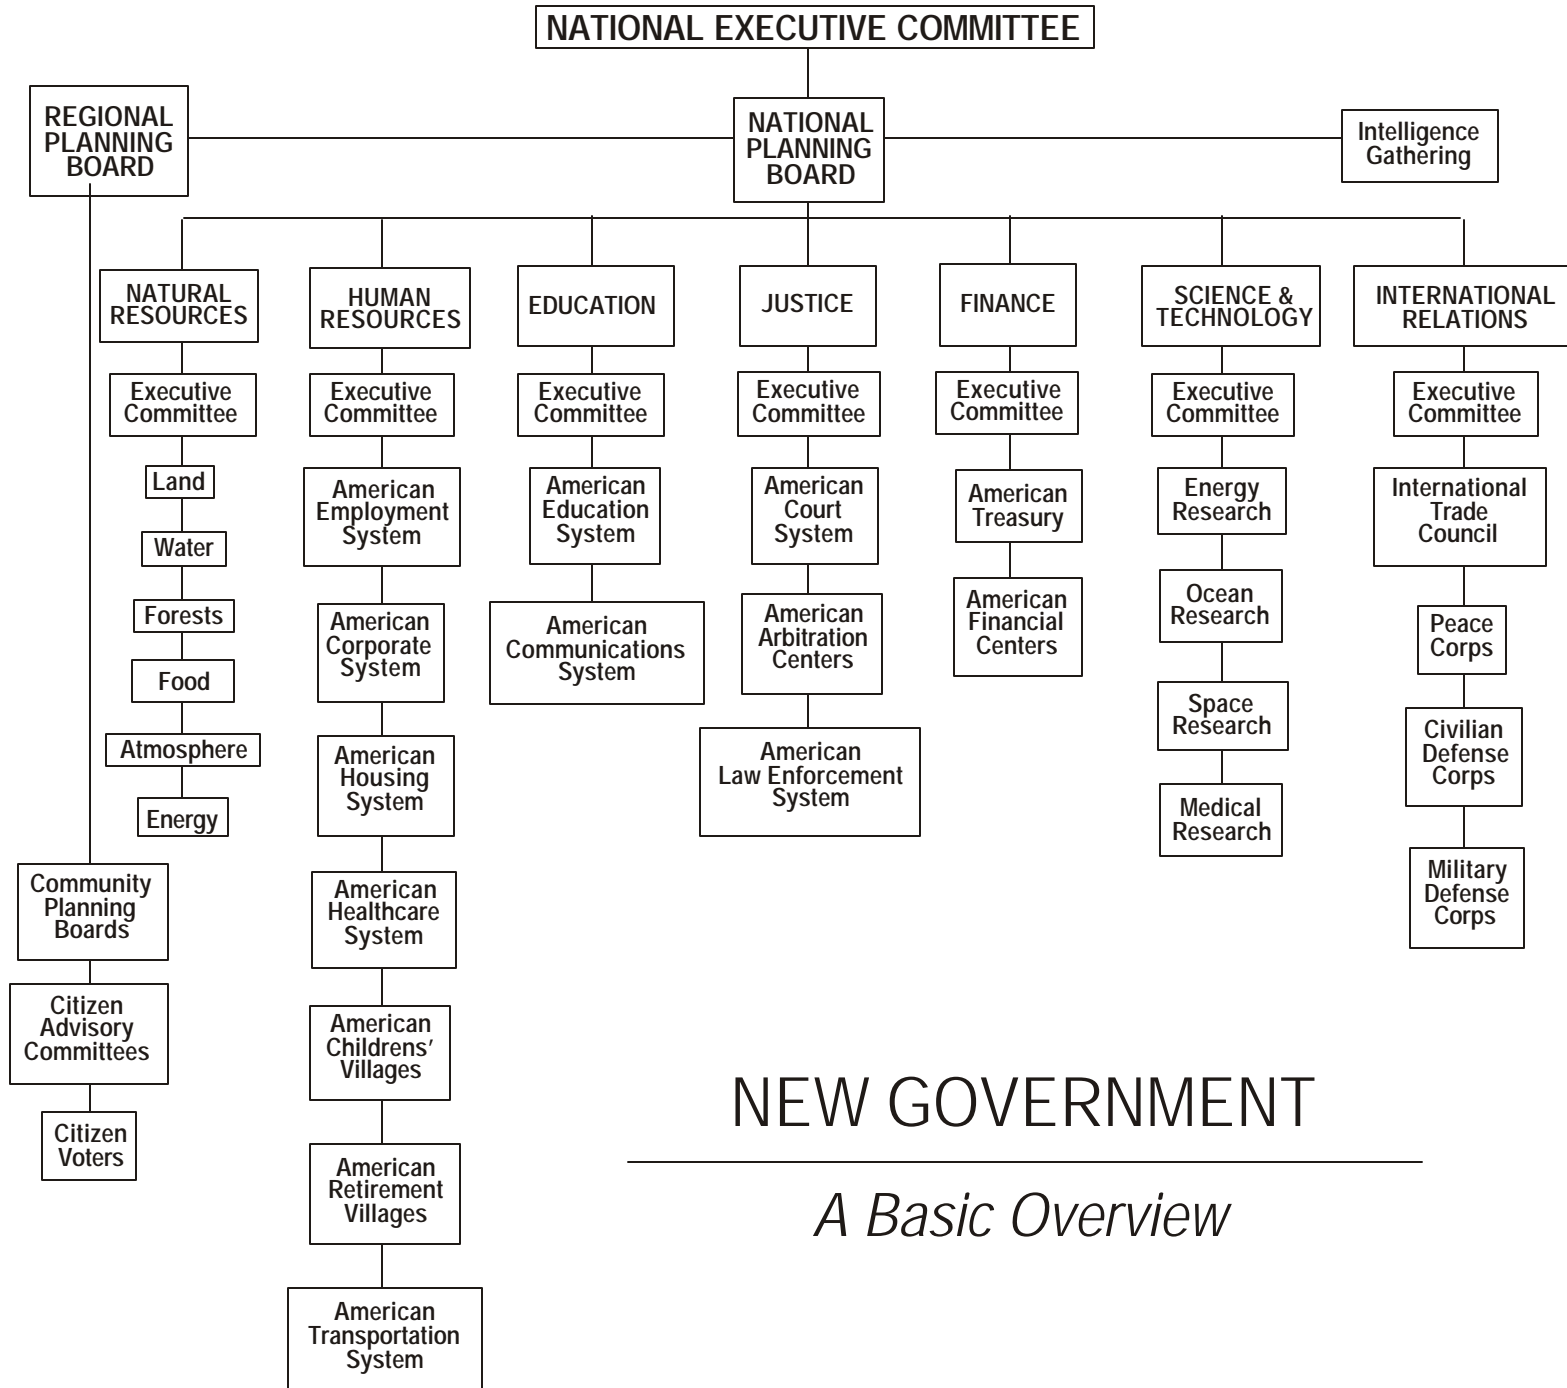 NATIONAL EXECUTIVE COMMITTEE
REGIONAL
PLANNING
BOARD
NATIONAL
PLANNING
BOARD
Intelligence
Gathering
NATURAL
RESOURCES
HUMAN
RESOURCES
EDUCATION
JUSTICE
FINANCE
SCIENCE &
TECHNOLOGY
INTERNATIONAL
RELATIONS
Executive
Committee
Executive
Committee
Executive
Committee
Executive
Committee
Executive
Committee
Executive
Committee
Executive
Committee
Land
Water
Forests
Food
Atmosphere
Energy
American
Employment
System
American
Corporate
System
American
Housing
System
American
Healthcare
System
American
Childrens'
Villages
American
Retirement
Villages
American
Transportation
System
American
Education
System
American
Communications
System
American
Court
System
American
Arbitration
Centers
American
Law Enforcement
System
American
Treasury
American
Financial
Centers
Energy
Research
Ocean
Research
Space
Research
Medical
Research
International
Trade
Council
Peace
Corps
Civilian
Defense
Corps
Military
Defense
Corps
Community
Planning
Boards
Citizen
Advisory
Committees
Citizen
Voters
NEW GOVERNMENT
A Basic Overview